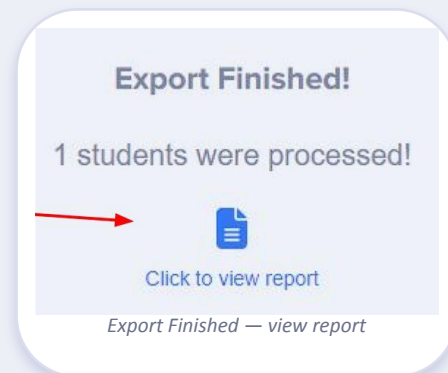 Export Finished!
1 students were processed!
Click to view report
Export Finished — view report